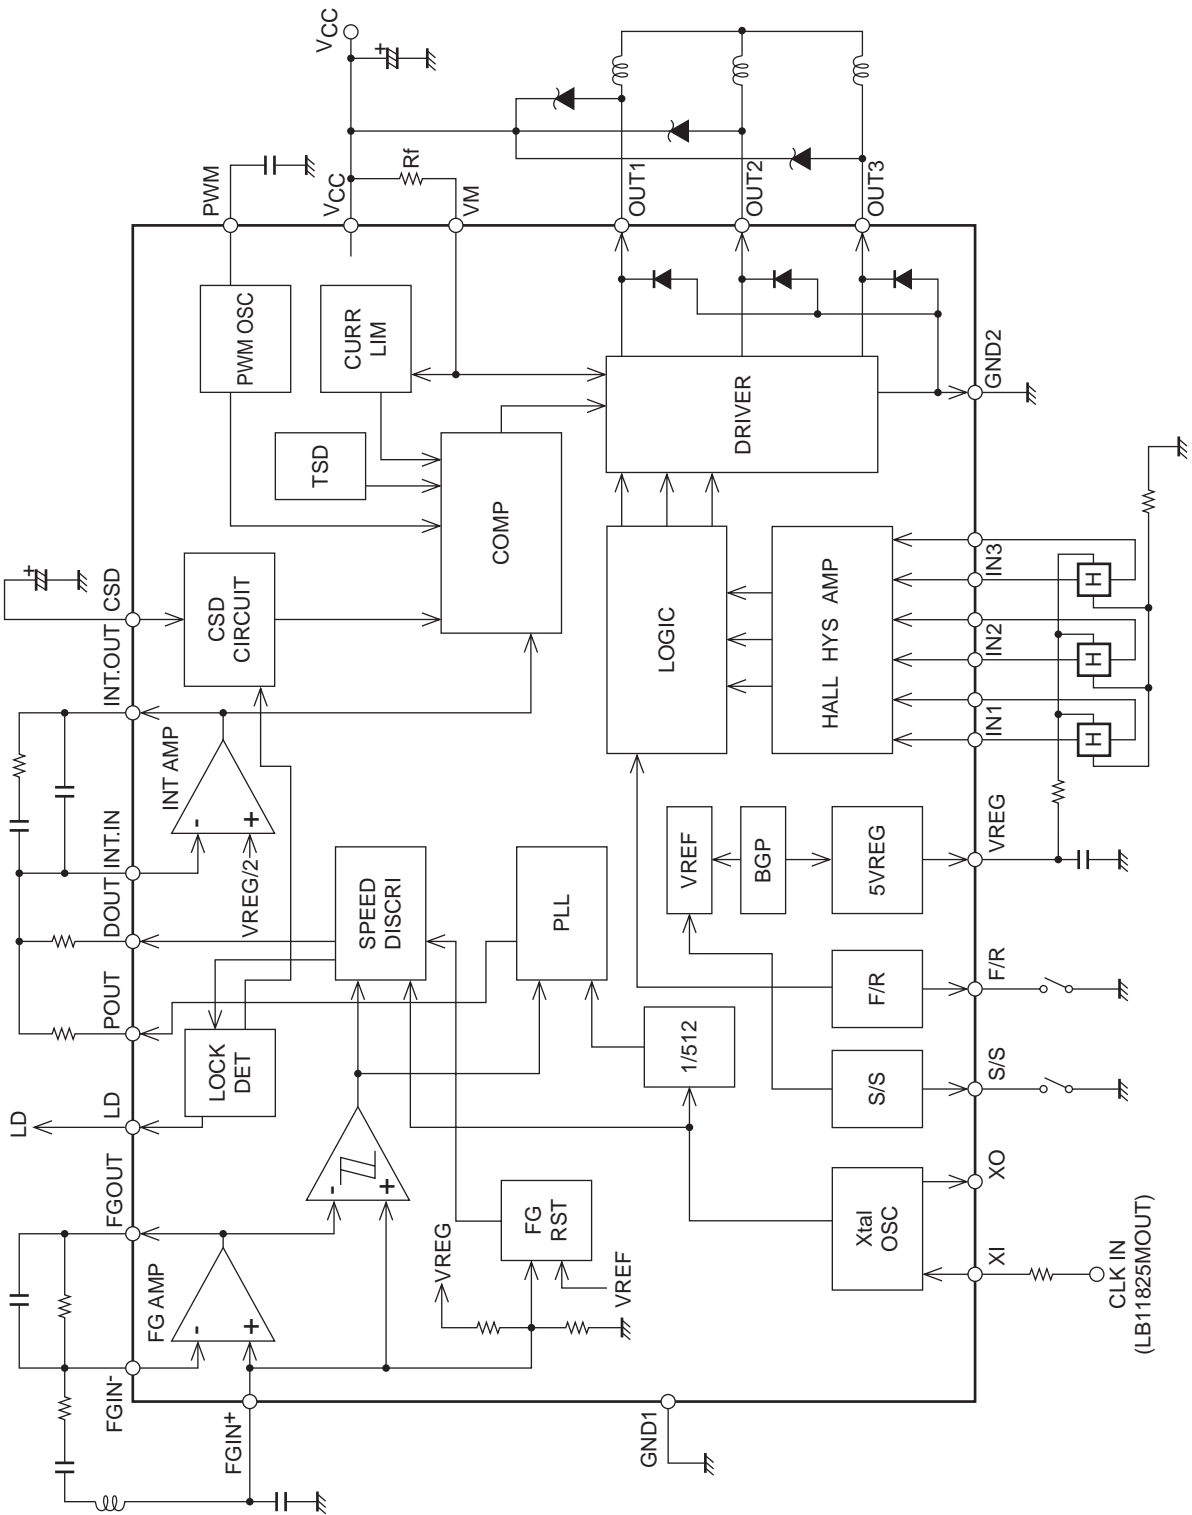 FGIN-
FGOUT
LD
LD
POUT
DOUT
INT.IN
INT.OUT
CSD
FG AMP
-
+
LOCK
DET
VREG/2
INT AMP
-
+
CSD
CIRCUIT
PWM OSC
PWM
FGIN+
-
+
SPEED
DISCRI
TSD
CURR
LIM
VCC
VCC
+
+
Rf
VM
VREG
FG
RST
VREF
PLL
COMP
GND1
1/512
VREF
BGP
5VREG
LOGIC
DRIVER
OUT1
OUT2
OUT3
Xtal
OSC
S/S
F/R
HALL HYS AMP
XI
XO
S/S
F/R
VREG
IN1
IN2
IN3
GND2
H
H
H
CLK IN
(LB11825MOUT)